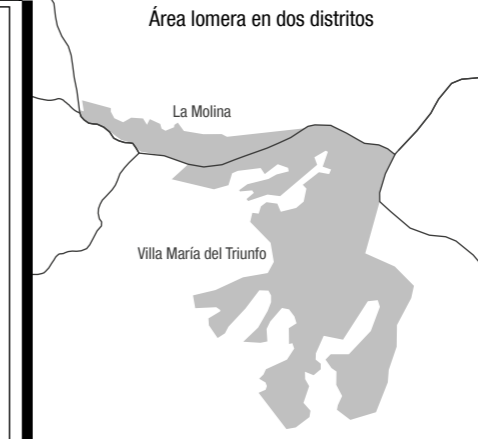 Área lomera en dos distritos
La Molina
Villa María del Triunfo